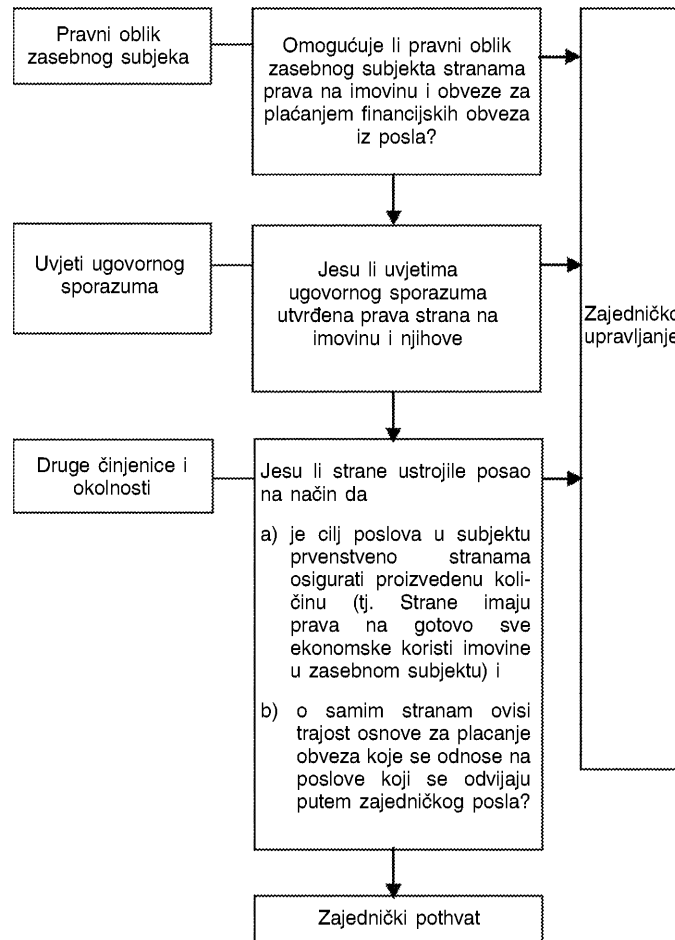 Pravni oblik
zasebnog subjeka
Omogućuje li pravni oblik
zasebnog subjekta stranama
prava na imovinu i obveze za
plaćanjem financijskih obveza
iz posla?
Uvjeti ugovornog
sporazuma
Jesu li uvjetima
ugovornog sporazuma
utvrđena prava strana na
imovinu i njihove
Zajedničko
upravljanje
Druge činjenice i
okolnosti
Jesu li strane ustrojile posao
na način da
a) je cilj poslova u subjektu
prvenstveno stranama
osigurati proizvedenu koli-
činu (tj. Strane imaju
prava na gotovo sve
ekonomske koristi imovine
u zasebnom subjektu) i
b) o samim stranam ovisi
trajost osnove za placanje
obveza koje se odnose na
poslove koji se odvijaju
putem zajedničkog posla?
Zajednički pothvat